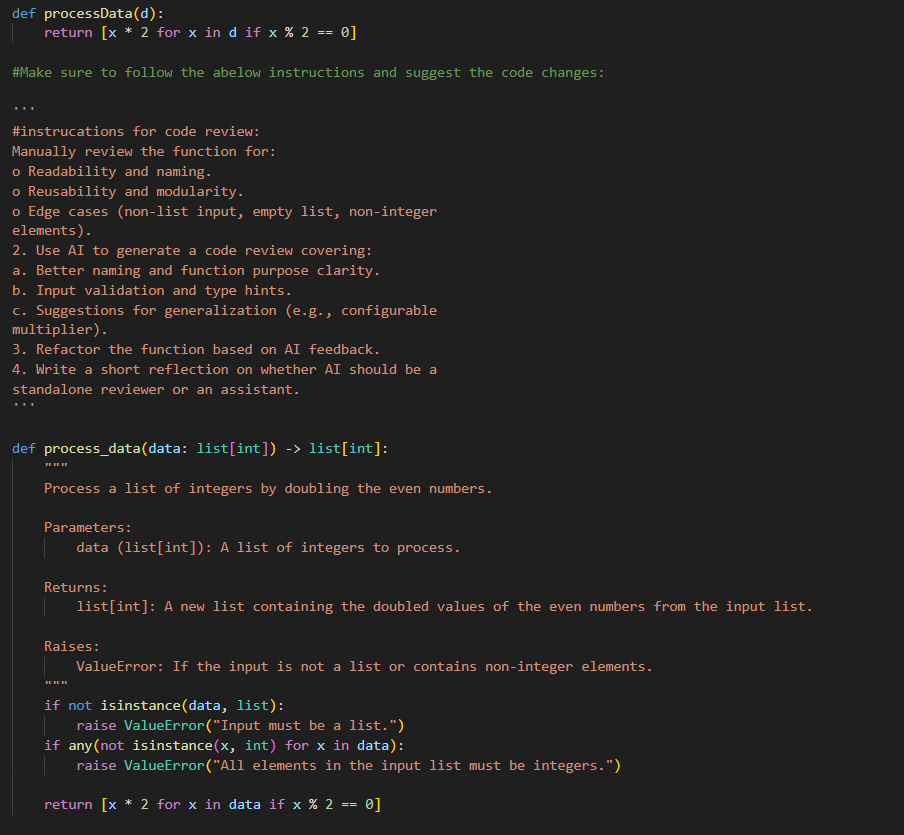 def processData(d):
    return [x * 2 for x in d if x % 2 == 0]
#Make sure to follow the abelow instructions and suggest the code changes:
'''
#instrucations for code review:
Manually review the function for:
o Readability and naming.
o Reusability and modularity.
o Edge cases (non-list input, empty list, non-integer
elements).
2. Use AI to generate a code review covering:
a. Better naming and function purpose clarity.
b. Input validation and type hints.
c. Suggestions for generalization (e.g., configurable
multiplier).
3. Refactor the function based on AI feedback.
4. Write a short reflection on whether AI should be a
standalone reviewer or an assistant.
'''
def process_data(data: list[int]) -> list[int]:
    """
    Process a list of integers by doubling the even numbers.
    Parameters:
        data (list[int]): A list of integers to process.
    Returns:
        list[int]: A new list containing the doubled values of the even numbers from the input list.
    Raises:
        ValueError: If the input is not a list or contains non-integer elements.
    """
    if not isinstance(data, list):
        raise ValueError("Input must be a list.")
    if any(not isinstance(x, int) for x in data):
        raise ValueError("All elements in the input list must be integers.")
    return [x * 2 for x in data if x % 2 == 0]